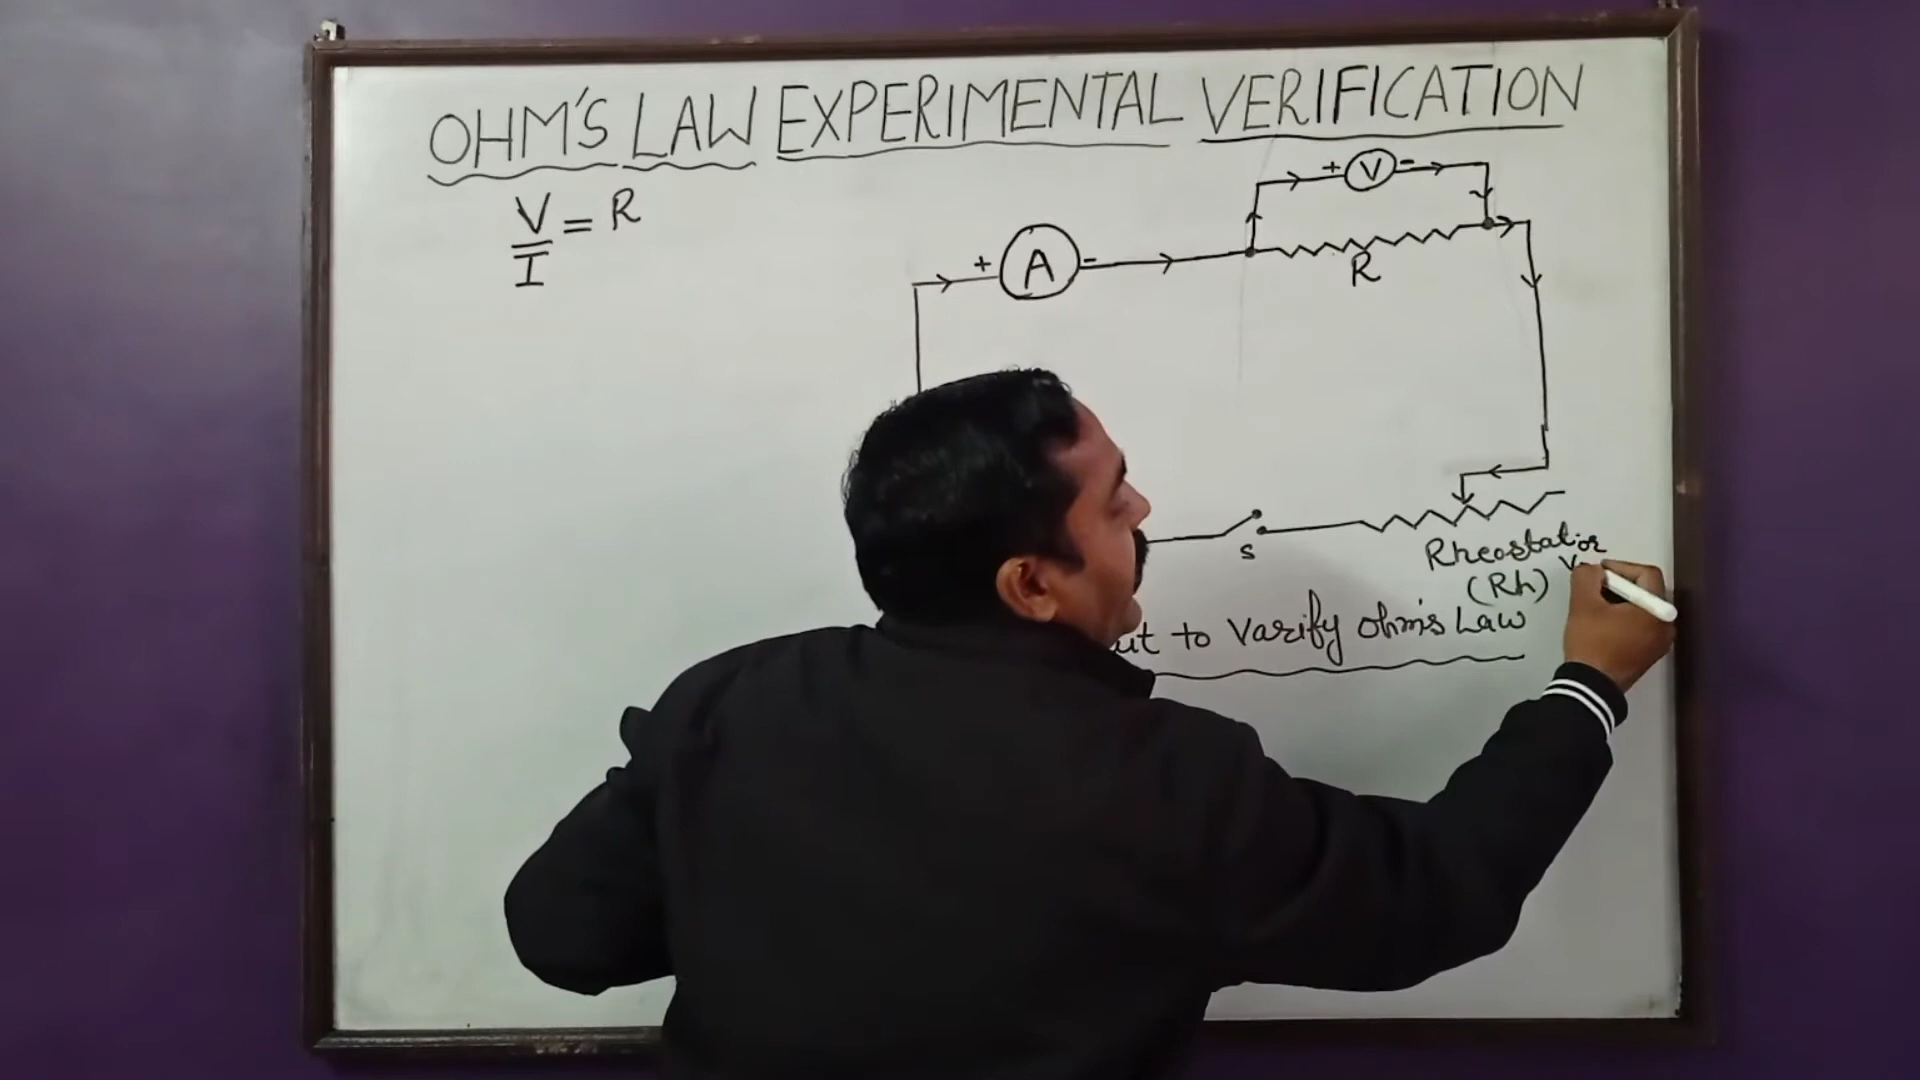 OHM'S LAW EXPERIMENTAL VERIFICATION
V/I = R
+ V -
+ A -
R
S
Rheostat or
(Rh)
to Varify ohm's Law